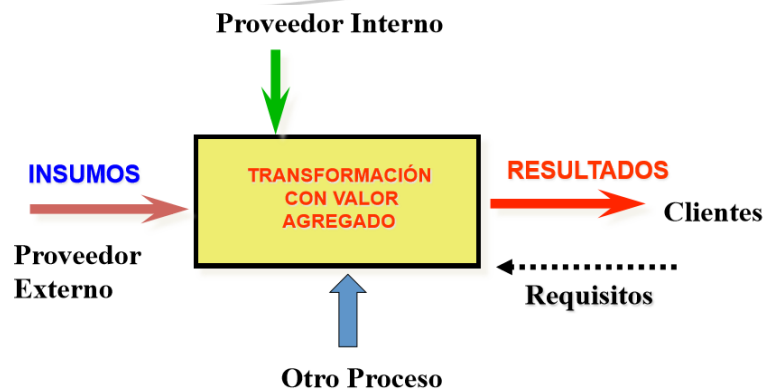 Proveedor Interno
INSUMOS
TRANSFORMACIÓN
CON VALOR
AGREGADO
RESULTADOS
Clientes
Proveedor
Externo
Requisitos
Otro Proceso